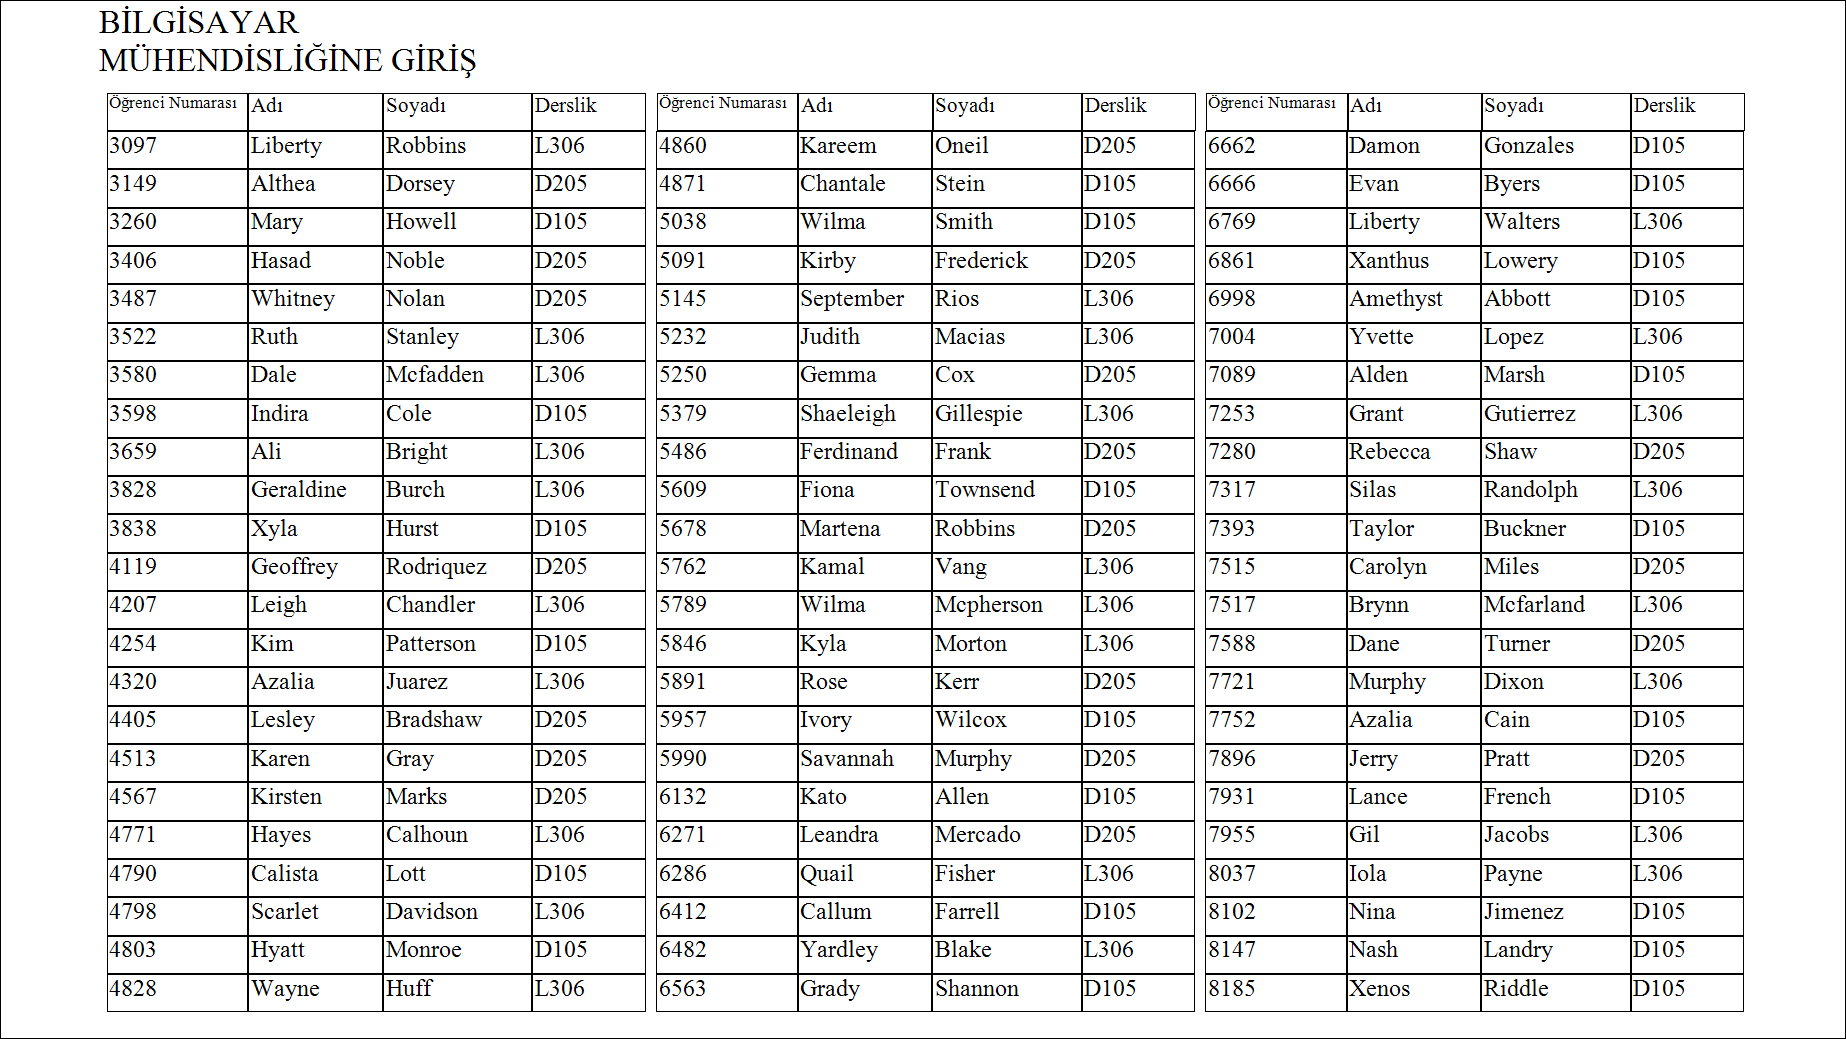 BİLGİSAYAR
MÜHENDİSLİĞİNE GİRİŞ
Öğrenci Numarası Adı Soyadı Derslik Öğrenci Numarası Adı Soyadı Derslik Öğrenci Numarası Adı Soyadı Derslik
3097 Liberty Robbins L306 4860 Kareem Oneil D205 6662 Damon Gonzales D105
3149 Althea Dorsey D205 4871 Chantale Stein D105 6666 Evan Byers D105
3260 Mary Howell D105 5038 Wilma Smith D105 6769 Liberty Walters L306
3406 Hasad Noble D205 5091 Kirby Frederick D205 6861 Xanthus Lowery D105
3487 Whitney Nolan D205 5145 September Rios L306 6998 Amethyst Abbott D105
3522 Ruth Stanley L306 5232 Judith Macias L306 7004 Yvette Lopez L306
3580 Dale Mcfadden L306 5250 Gemma Cox D205 7089 Alden Marsh D105
3598 Indira Cole D105 5379 Shaeleigh Gillespie L306 7253 Grant Gutierrez L306
3659 Ali Bright L306 5486 Ferdinand Frank D205 7280 Rebecca Shaw D205
3828 Geraldine Burch L306 5609 Fiona Townsend D105 7317 Silas Randolph L306
3838 Xyla Hurst D105 5678 Martena Robbins D205 7393 Taylor Buckner D105
4119 Geoffrey Rodriquez D205 5762 Kamal Vang L306 7515 Carolyn Miles D205
4207 Leigh Chandler L306 5789 Wilma Mcpherson L306 7517 Brynn Mcfarland L306
4254 Kim Patterson D105 5846 Kyla Morton L306 7588 Dane Turner D205
4320 Azalia Juarez L306 5891 Rose Kerr D205 7721 Murphy Dixon L306
4405 Lesley Bradshaw D205 5957 Ivory Wilcox D105 7752 Azalia Cain D105
4513 Karen Gray D205 5990 Savannah Murphy D205 7896 Jerry Pratt D205
4567 Kirsten Marks D205 6132 Kato Allen D105 7931 Lance French D105
4771 Hayes Calhoun L306 6271 Leandra Mercado D205 7955 Gil Jacobs L306
4790 Calista Lott D105 6286 Quail Fisher L306 8037 Iola Payne L306
4798 Scarlet Davidson L306 6412 Callum Farrell D105 8102 Nina Jimenez D105
4803 Hyatt Monroe D105 6482 Yardley Blake L306 8147 Nash Landry D105
4828 Wayne Huff L306 6563 Grady Shannon D105 8185 Xenos Riddle D105